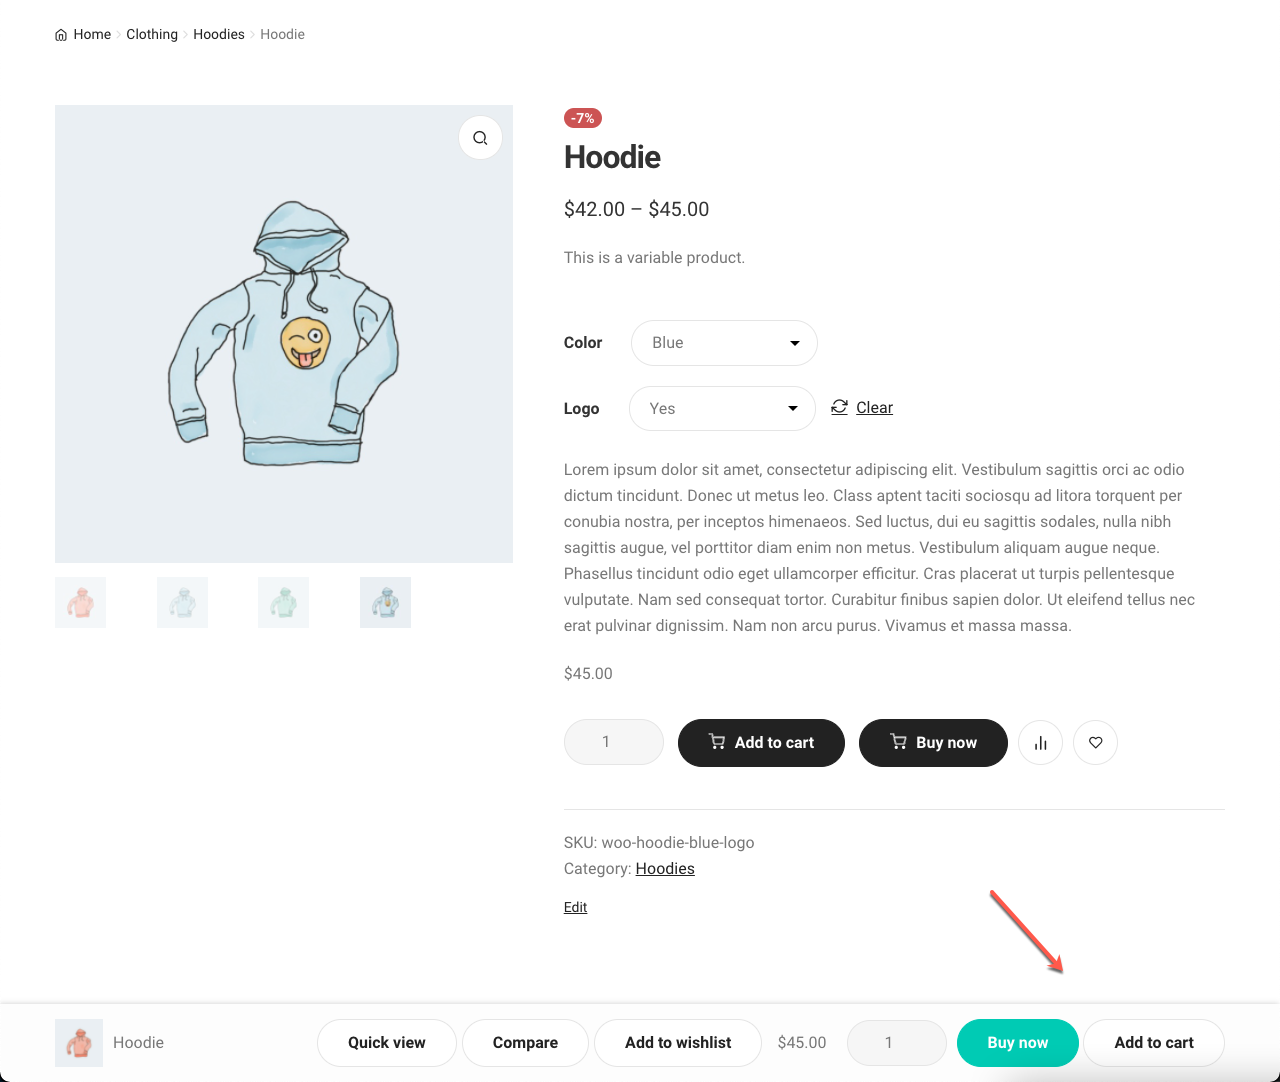 Home Clothing Hoodies Hoodie
-7%
Hoodie
$42.00 – $45.00
This is a variable product.
Color Blue
Logo Yes Clear
Lorem ipsum dolor sit amet, consectetur adipiscing elit. Vestibulum sagittis orci ac odio
dictum tincidunt. Donec ut metus leo. Class aptent taciti sociosqu ad litora torquent per
conubia nostra, per inceptos himenaeos. Sed luctus, dui eu sagittis sodales, nulla nibh
sagittis augue, vel porttitor diam enim non metus. Vestibulum aliquam augue neque.
Phasellus tincidunt odio eget ullamcorper efficitur. Cras placerat ut turpis pellentesque
vulputate. Nam sed consequat tortor. Curabitur finibus sapien dolor. Ut eleifend tellus nec
erat pulvinar dignissim. Nam non arcu purus. Vivamus et massa massa.
$45.00
1 Add to cart Buy now
SKU: woo-hoodie-blue-logo
Category: Hoodies
Edit
Hoodie Quick view Compare Add to wishlist $45.00 1 Buy now Add to cart